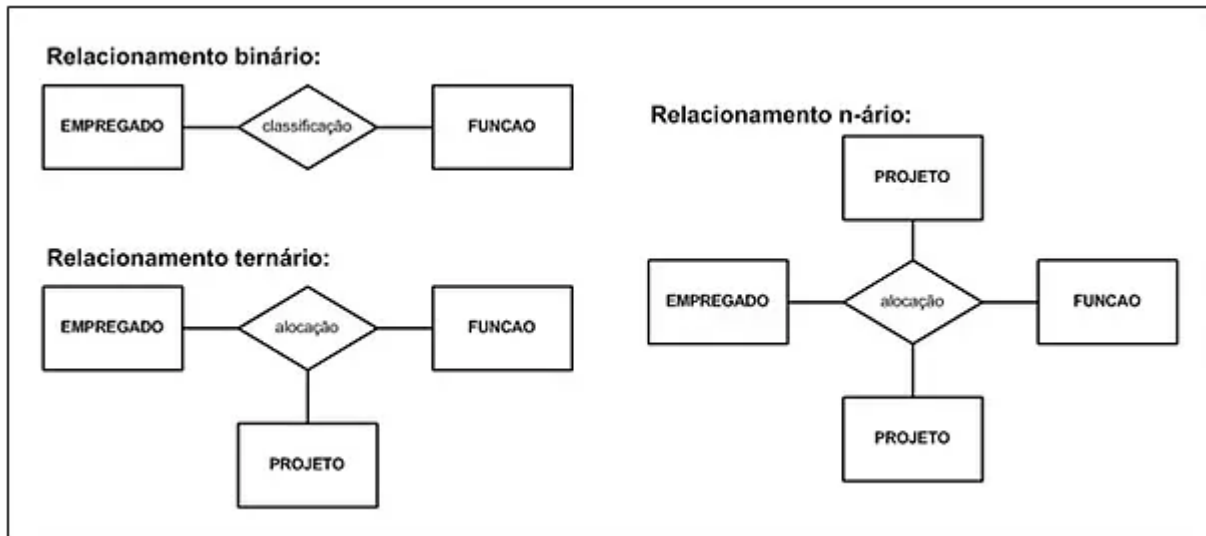 Relacionamento binário:
EMPREGADO
classificação
FUNCAO
Relacionamento ternário:
EMPREGADO
alocação
FUNCAO
PROJETO
Relacionamento n-ário:
PROJETO
EMPREGADO
alocação
FUNCAO
PROJETO